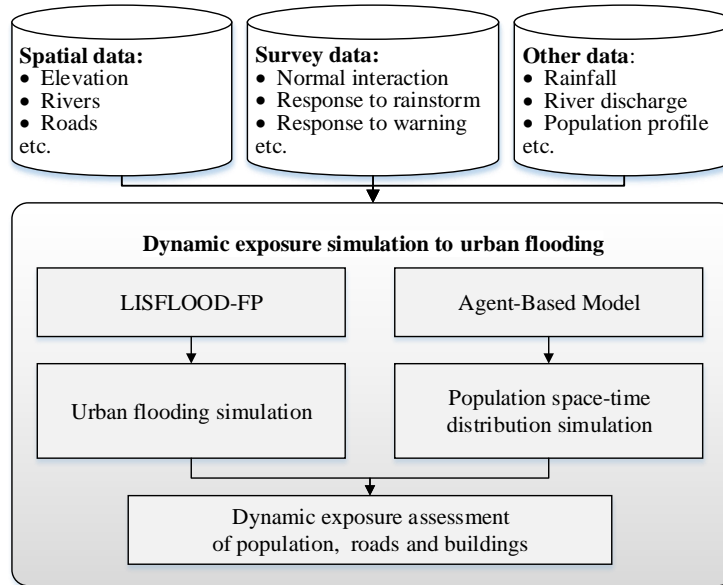 Spatial data:
● Elevation
● Rivers
● Roads
etc.
Survey data:
● Normal interaction
● Response to rainstorm
● Response to warning
etc.
Other data:
● Rainfall
● River discharge
● Population profile
etc.
Dynamic exposure simulation to urban flooding
LISFLOOD-FP
Agent-Based Model
Urban flooding simulation
Population space-time
distribution simulation
Dynamic exposure assessment
of population, roads and buildings